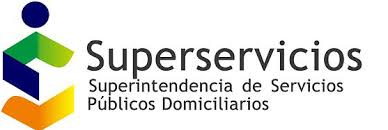 Superservicios
Superintendencia de Servicios
Públicos Domiciliarios